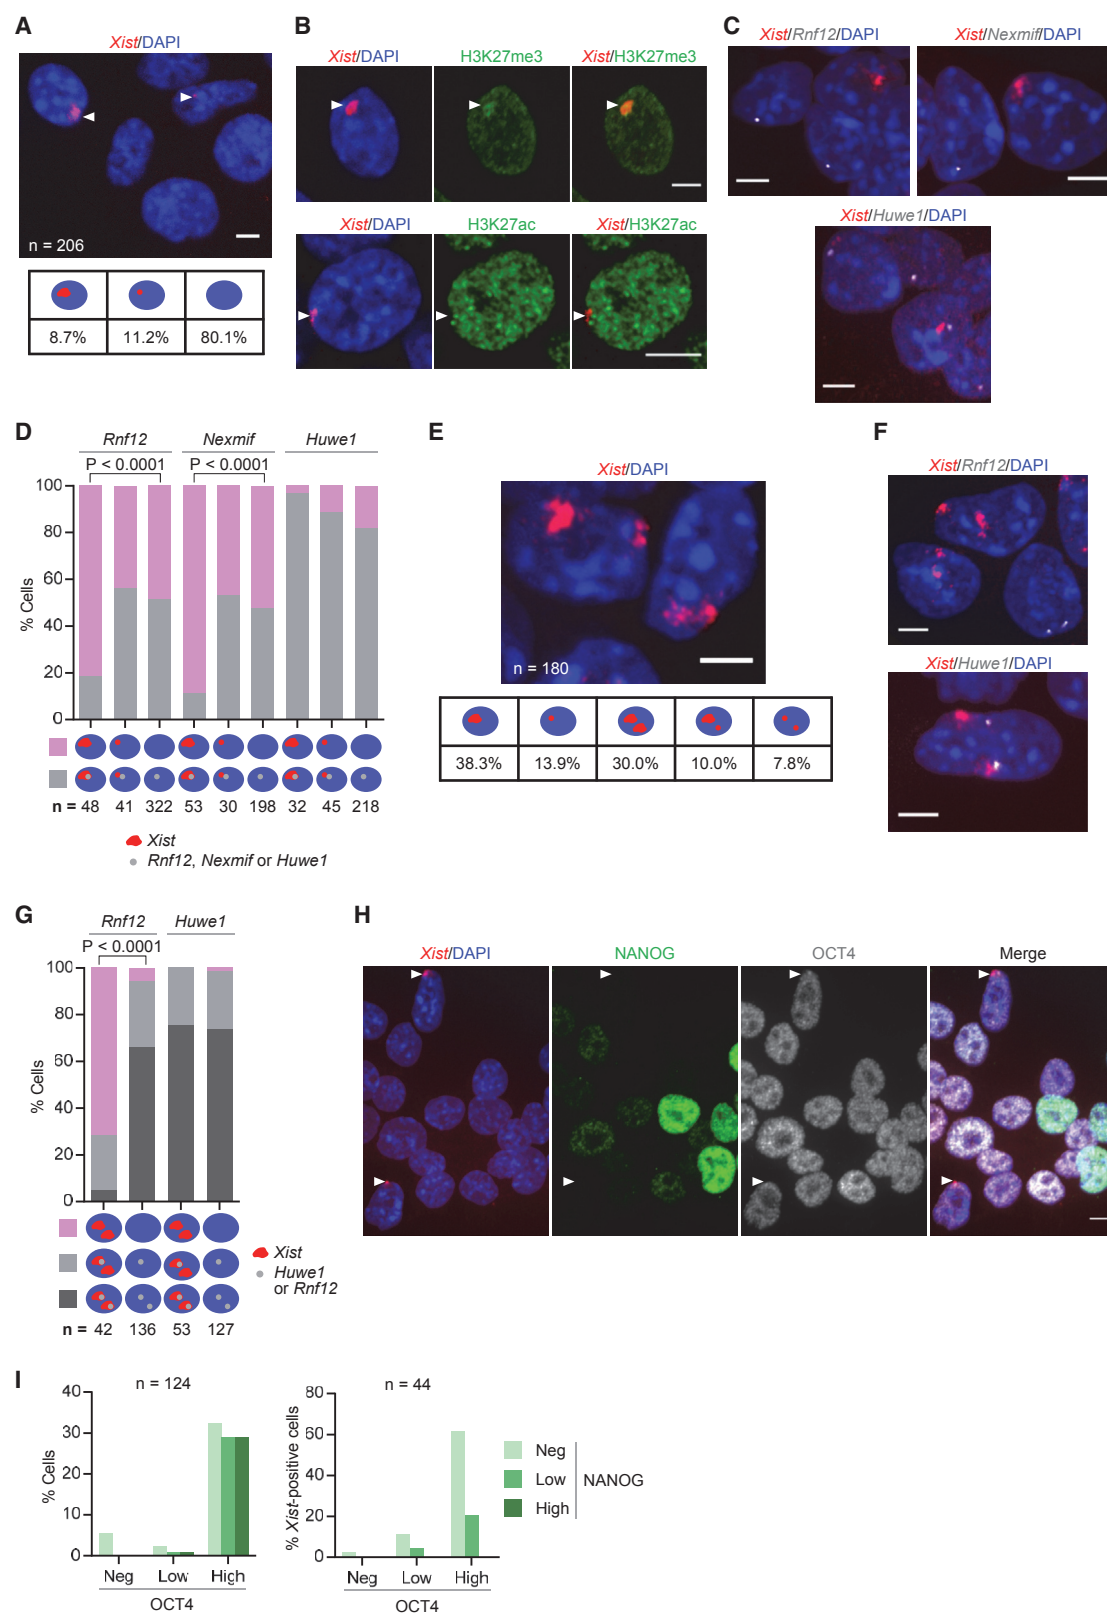 A
Xist/DAPI
n = 206
8.7% 11.2% 80.1%
B
Xist/DAPI H3K27me3 Xist/H3K27me3
Xist/DAPI H3K27ac Xist/H3K27ac
C
Xist/Rnf12/DAPI Xist/Nexmif/DAPI
Xist/Huwe1/DAPI
D
Rnf12 Nexmif Huwe1
P < 0.0001 P < 0.0001
100
80
60
40
20
0
% Cells
n = 48 41 322 53 30 198 32 45 218
Xist
Rnf12, Nexmif or Huwe1
E
Xist/DAPI
n = 180
38.3% 13.9% 30.0% 10.0% 7.8%
F
Xist/Rnf12/DAPI
Xist/Huwe1/DAPI
G
Rnf12 Huwe1
P < 0.0001
100
80
60
40
20
0
% Cells
Xist
Huwe1
or Rnf12
n = 42 136 53 127
H
Xist/DAPI NANOG OCT4 Merge
I
n = 124
40
30
20
10
0
% Cells
Neg Low High
OCT4
n = 44
80
60
40
20
0
% Xist-positive cells
Neg Low High
OCT4
Neg
Low
High
NANOG